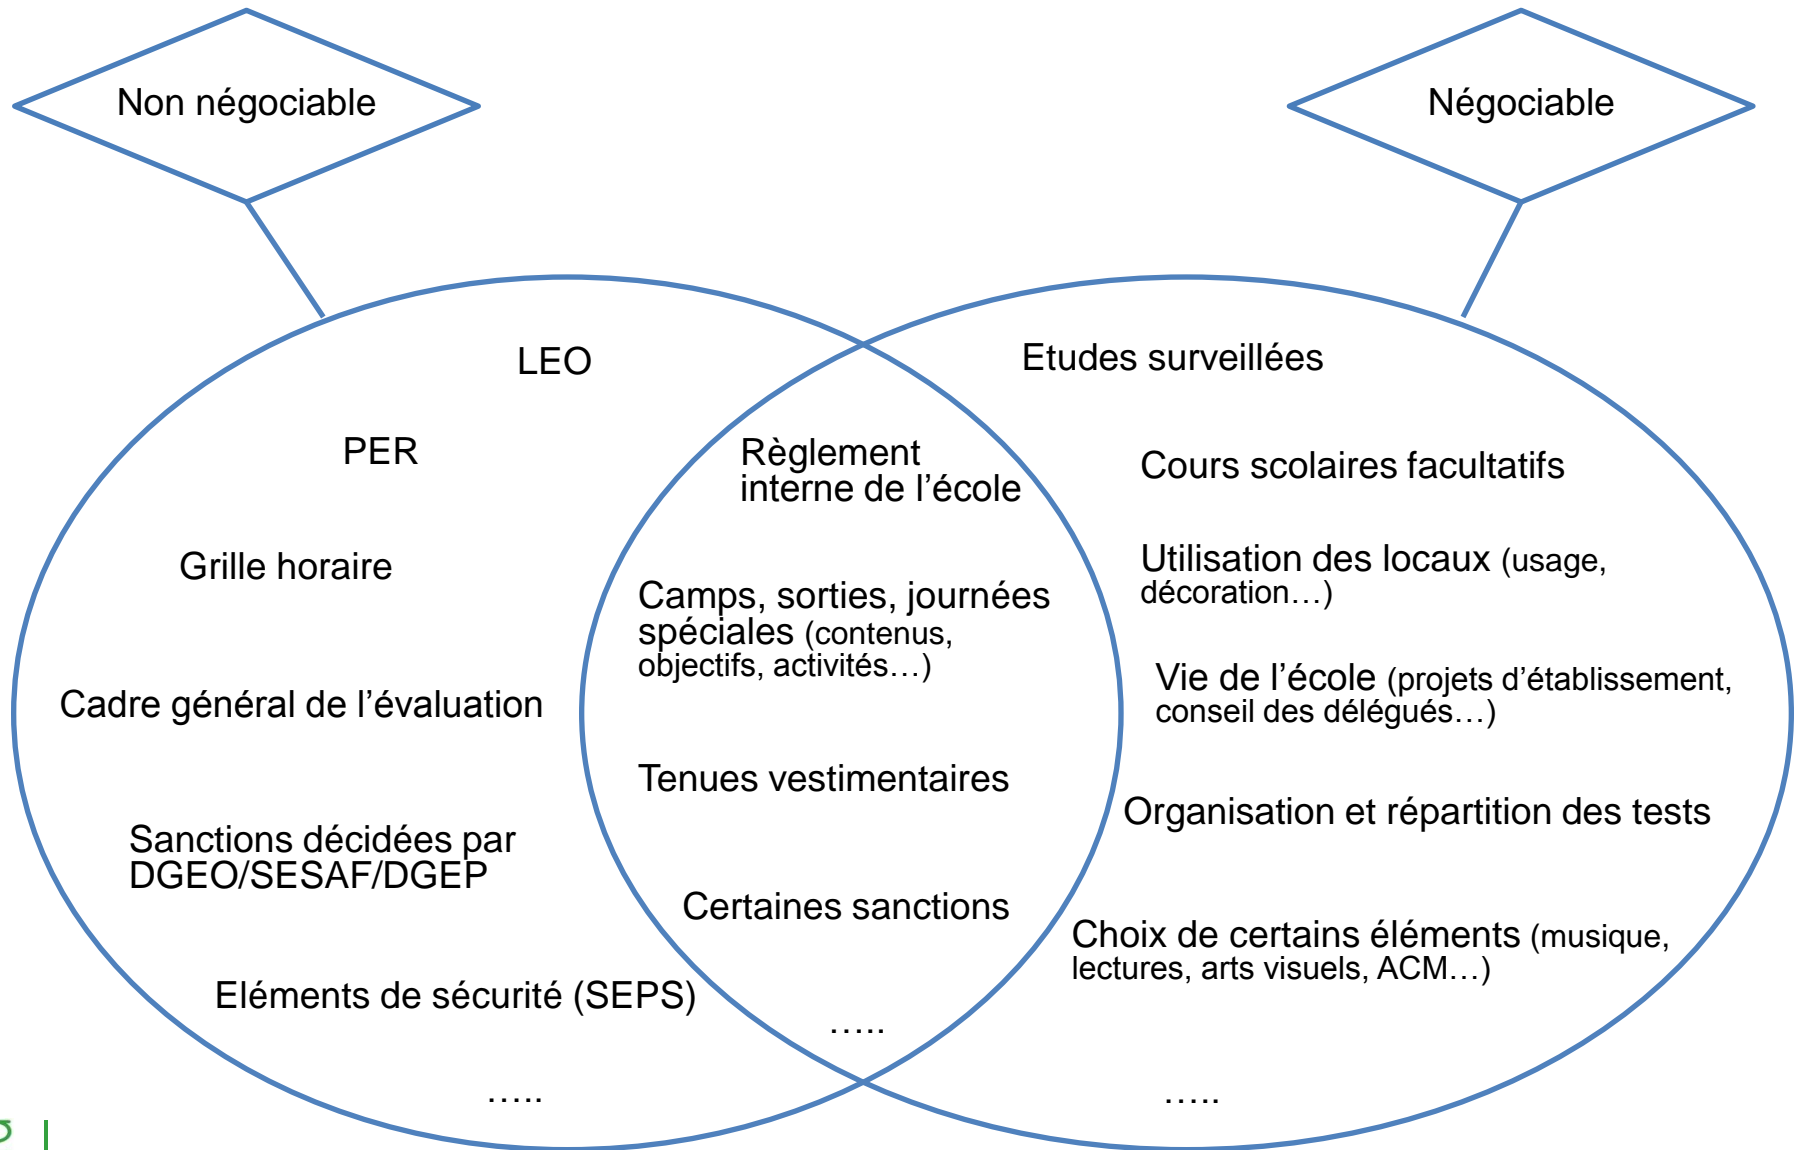 Non négociable
Négociable
LEO
PER
Grille horaire
Cadre général de l’évaluation
Sanctions décidées par
DGEO/SESAF/DGEP
Eléments de sécurité (SEPS)
…..
Règlement
interne de l’école
Camps, sorties, journées
spéciales (contenus,
objectifs, activités…)
Tenues vestimentaires
Certaines sanctions
…..
Etudes surveillées
Cours scolaires facultatifs
Utilisation des locaux (usage,
décoration…)
Vie de l’école (projets d’établissement,
conseil des délégués…)
Organisation et répartition des tests
Choix de certains éléments (musique,
lectures, arts visuels, ACM…)
…..